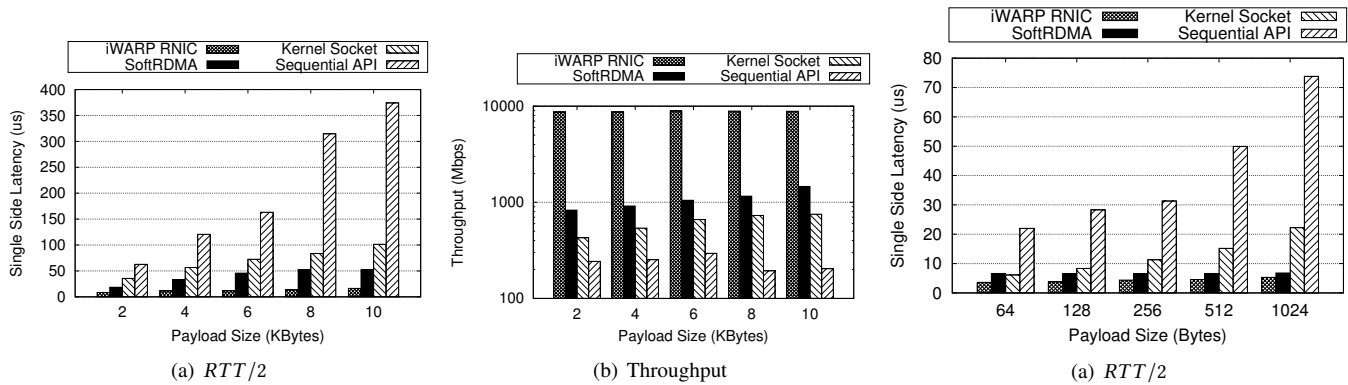 iWARP RNIC Kernel Socket
SoftRDMA Sequential API
400
350
300
250
200
150
100
50
0
Single Side Latency (us)
2 4 6 8 10
Payload Size (KBytes)
(a) RTT/2
iWARP RNIC Kernel Socket
SoftRDMA Sequential API
10000
1000
100
Throughput (Mbps)
2 4 6 8 10
Payload Size (KBytes)
(b) Throughput
iWARP RNIC Kernel Socket
SoftRDMA Sequential API
80
70
60
50
40
30
20
10
0
Single Side Latency (us)
64 128 256 512 1024
Payload Size (Bytes)
(a) RTT/2